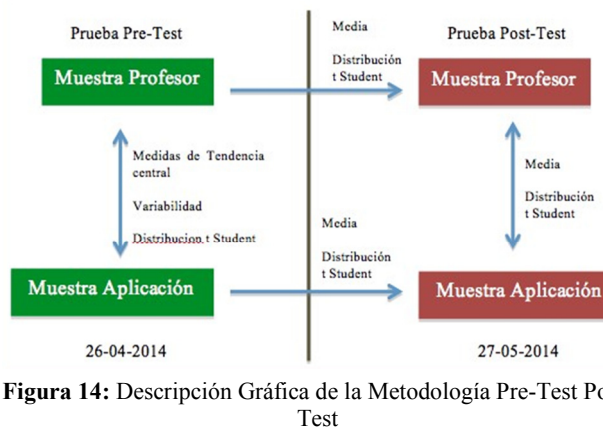 Prueba Pre-Test
Muestra Profesor
Medidas de Tendencia
central
Variabilidad
Distribucion t Student
Muestra Aplicación
26-04-2014
Media
Distribución
t Student
Media
Distribución
t Student
Prueba Post-Test
Muestra Profesor
Media
Distribución
t Student
Muestra Aplicación
27-05-2014
Figura 14: Descripción Gráfica de la Metodología Pre-Test Po
Test